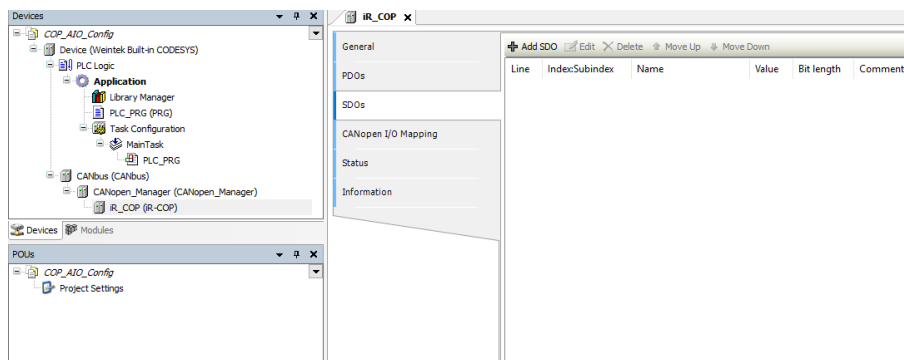 Devices
COP_AIO_Config
Device (Weintek Built-in CODESYS)
PLC Logic
Application
Library Manager
PLC_PRG (PRG)
Task Configuration
MainTask
PLC_PRG
CANbus (CANbus)
CANopen_Manager (CANopen_Manager)
iR_COP (iR-COP)
Devices Modules
POUs
COP_AIO_Config
Project Settings
iR_COP
General
PDOs
SDOs
CANopen I/O Mapping
Status
Information
Add SDO Edit Delete Move Up Move Down
Line Index:Subindex Name Value Bit length Comment